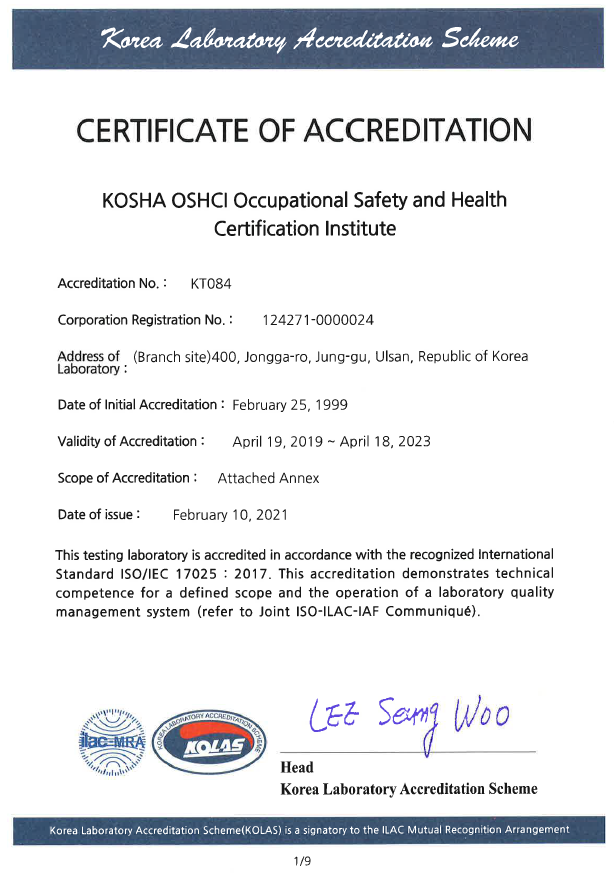 Korea Laboratory Accreditation Scheme
CERTIFICATE OF ACCREDITATION
KOSHA OSHCI Occupational Safety and Health
Certification Institute
Accreditation No. : KT084
Corporation Registration No. : 124271-0000024
Address of Laboratory : (Branch site)400, Jongga-ro, Jung-gu, Ulsan, Republic of Korea
Date of Initial Accreditation : February 25, 1999
Validity of Accreditation : April 19, 2019 ~ April 18, 2023
Scope of Accreditation : Attached Annex
Date of issue : February 10, 2021
This testing laboratory is accredited in accordance with the recognized International
Standard ISO/IEC 17025 : 2017. This accreditation demonstrates technical
competence for a defined scope and the operation of a laboratory quality
management system (refer to Joint ISO-ILAC-IAF Communiqué).
ilac-MRA
KOREA LABORATORY ACCREDITATION SCHEME
KOLAS
LEE Seung Woo
Head
Korea Laboratory Accreditation Scheme
Korea Laboratory Accreditation Scheme(KOLAS) is a signatory to the ILAC Mutual Recognition Arrangement
1/9